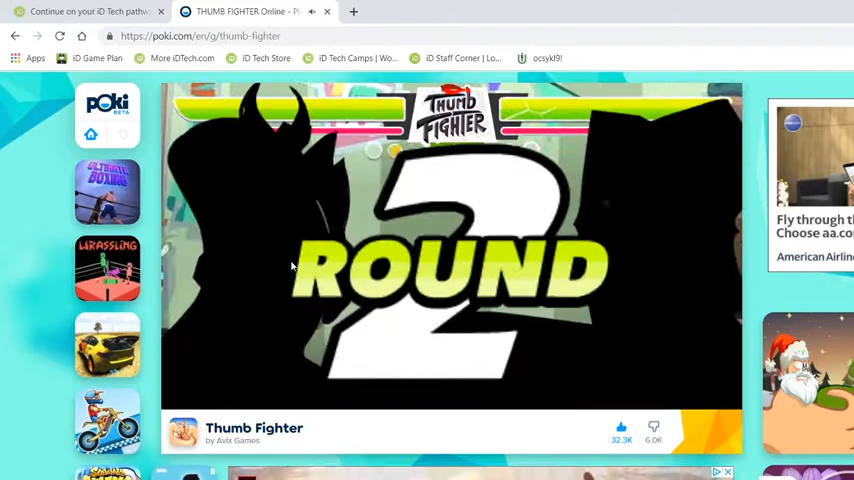 Continue on your iD Tech pathw
THUMB FIGHTER Online - Pl
https://poki.com/en/g/thumb-fighter
Apps
iD Game Plan
More iDTech.com
iD Tech Store
iD Tech Camps | Wo...
iD Staff Corner | Lo...
ocsykl9!
poki
BETA
THUMB
FIGHTER
2
ROUND
ULTIMATE
BOXING
WRASSLING
Fly through t
Choose aa.co
American Airline
Thumb Fighter
by Avix Games
32.3K
6.0K